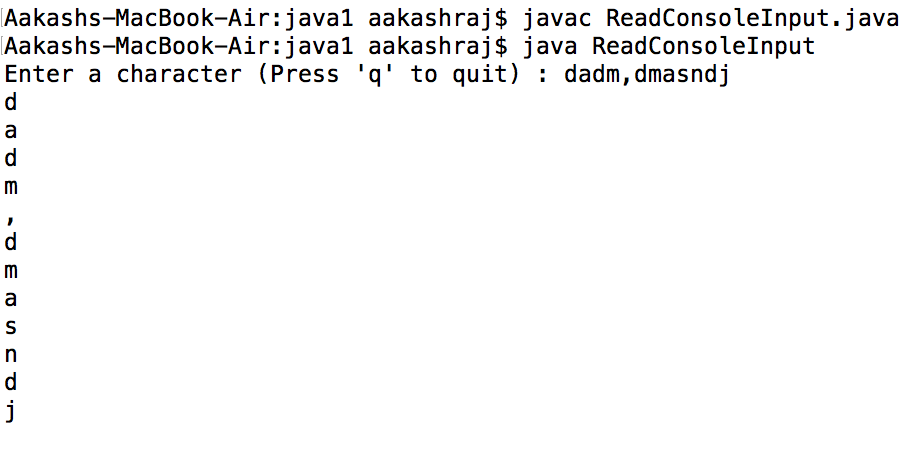 Aakashs-MacBook-Air:java1 aakashraj$ javac ReadConsoleInput.java
Aakashs-MacBook-Air:java1 aakashraj$ java ReadConsoleInput
Enter a character (Press 'q' to quit) : dadm,dmasndj
d
a
d
m
,
d
m
a
s
n
d
j